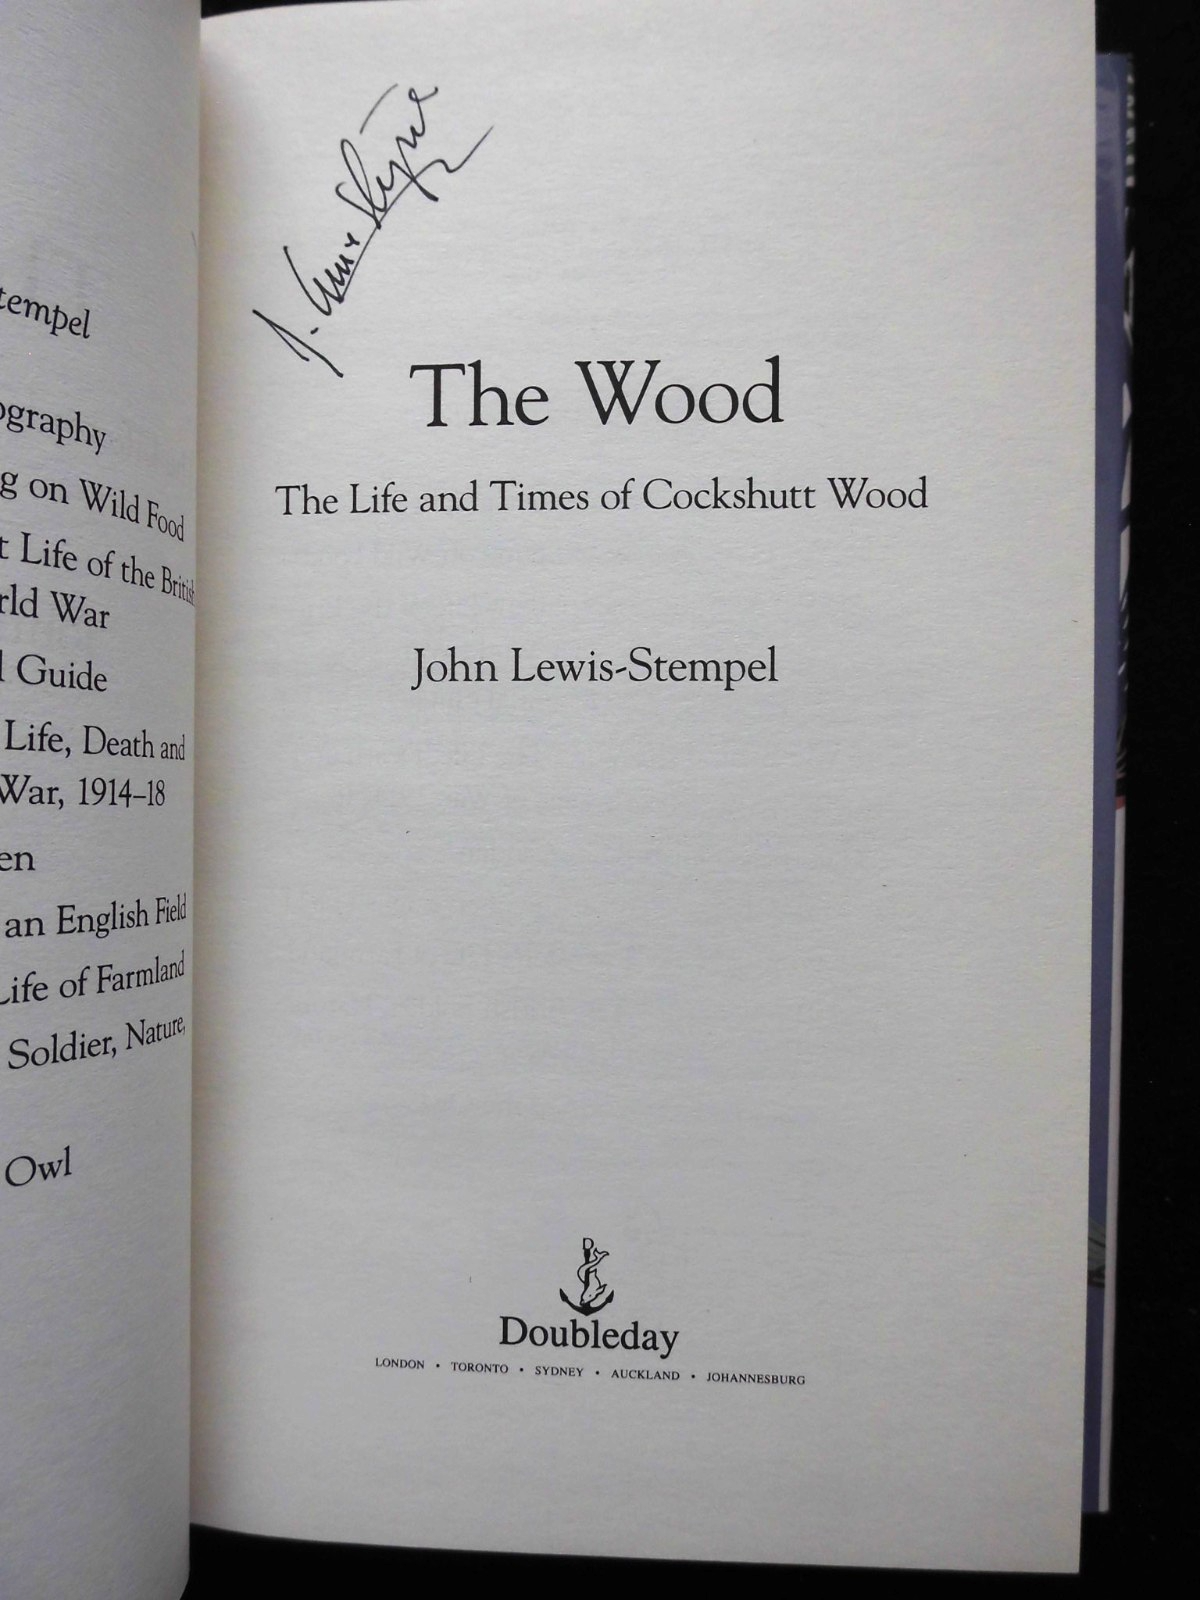 tempel
ography
g on Wild Food
t Life of the British
rld War
l Guide
Life, Death and
War, 1914–18
en
an English Field
Life of Farmland
Soldier, Nature,
Owl
The Wood
The Life and Times of Cockshutt Wood
John Lewis-Stempel
D
Doubleday
LONDON • TORONTO • SYDNEY • AUCKLAND • JOHANNESBURG